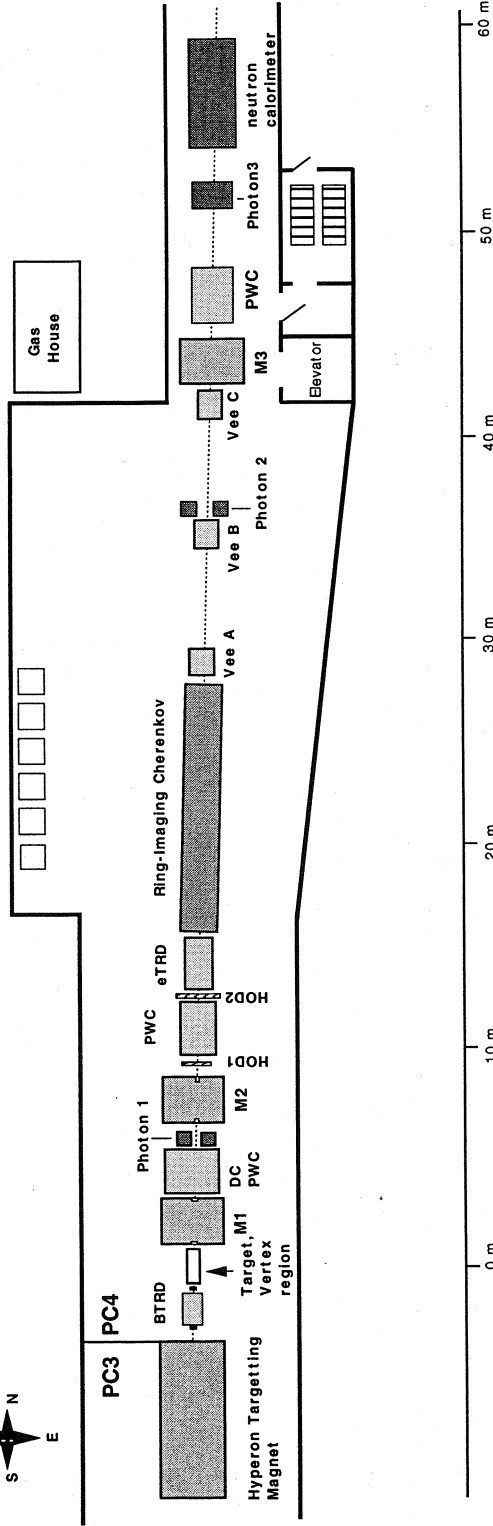 S
N
E
PC3
PC4
Hyperon Targetting
Magnet
BTRD
Target,
Vertex
region
M1
DC
PWC
Photon 1
M2
HOD1
PWC
HOD2
eTRD
Ring-Imaging Cherenkov
Vee A
Vee B
Photon 2
Vee C
M3
Gas
House
Elevator
PWC
Photon3
neutron
calorimeter
0 m
10 m
20 m
30 m
40 m
50 m
60 m